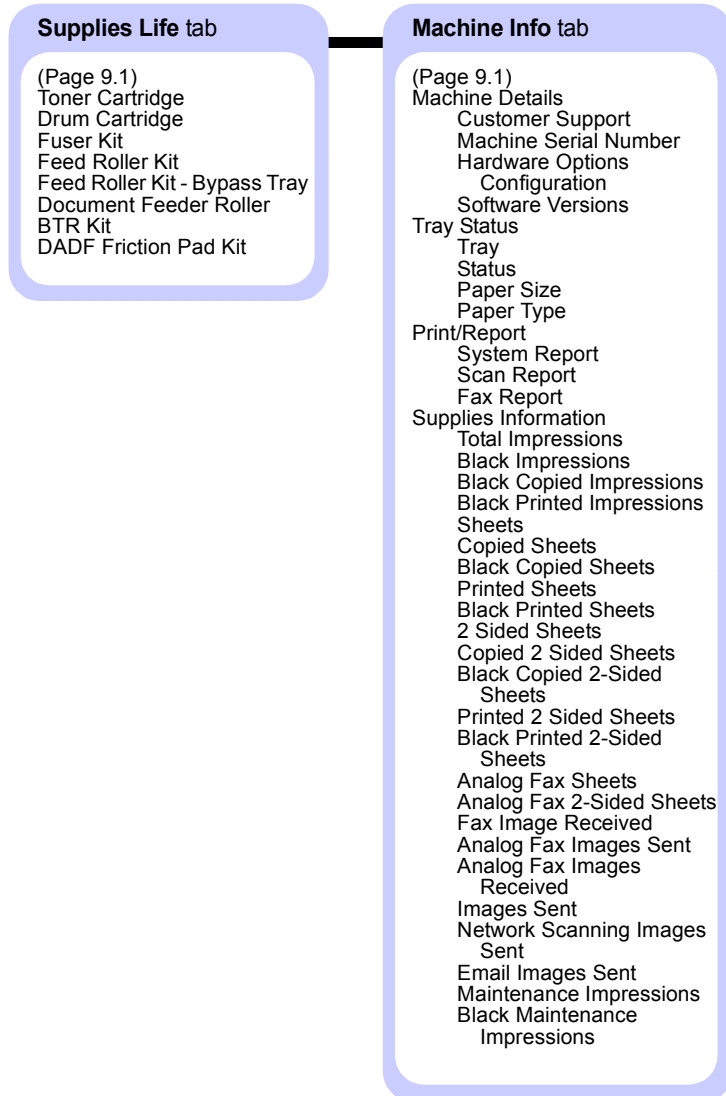 Supplies Life tab
(Page 9.1)
Toner Cartridge
Drum Cartridge
Fuser Kit
Feed Roller Kit
Feed Roller Kit - Bypass Tray
Document Feeder Roller
BTR Kit
DADF Friction Pad Kit
Machine Info tab
(Page 9.1)
Machine Details
Customer Support
Machine Serial Number
Hardware Options
Configuration
Software Versions
Tray Status
Tray
Status
Paper Size
Paper Type
Print/Report
System Report
Scan Report
Fax Report
Supplies Information
Total Impressions
Black Impressions
Black Copied Impressions
Black Printed Impressions
Sheets
Copied Sheets
Black Copied Sheets
Printed Sheets
Black Printed Sheets
2 Sided Sheets
Copied 2 Sided Sheets
Black Copied 2-Sided
Sheets
Printed 2 Sided Sheets
Black Printed 2-Sided
Sheets
Analog Fax Sheets
Analog Fax 2-Sided Sheets
Fax Image Received
Analog Fax Images Sent
Analog Fax Images
Received
Images Sent
Network Scanning Images
Sent
Email Images Sent
Maintenance Impressions
Black Maintenance
Impressions